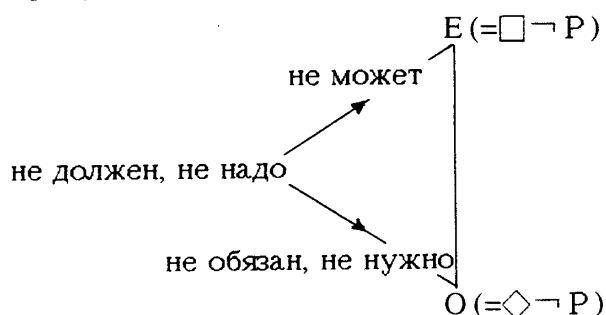 E (=□¬ P)
не может
не должен, не надо
не обязан, не нужно
O (=◇¬ P)